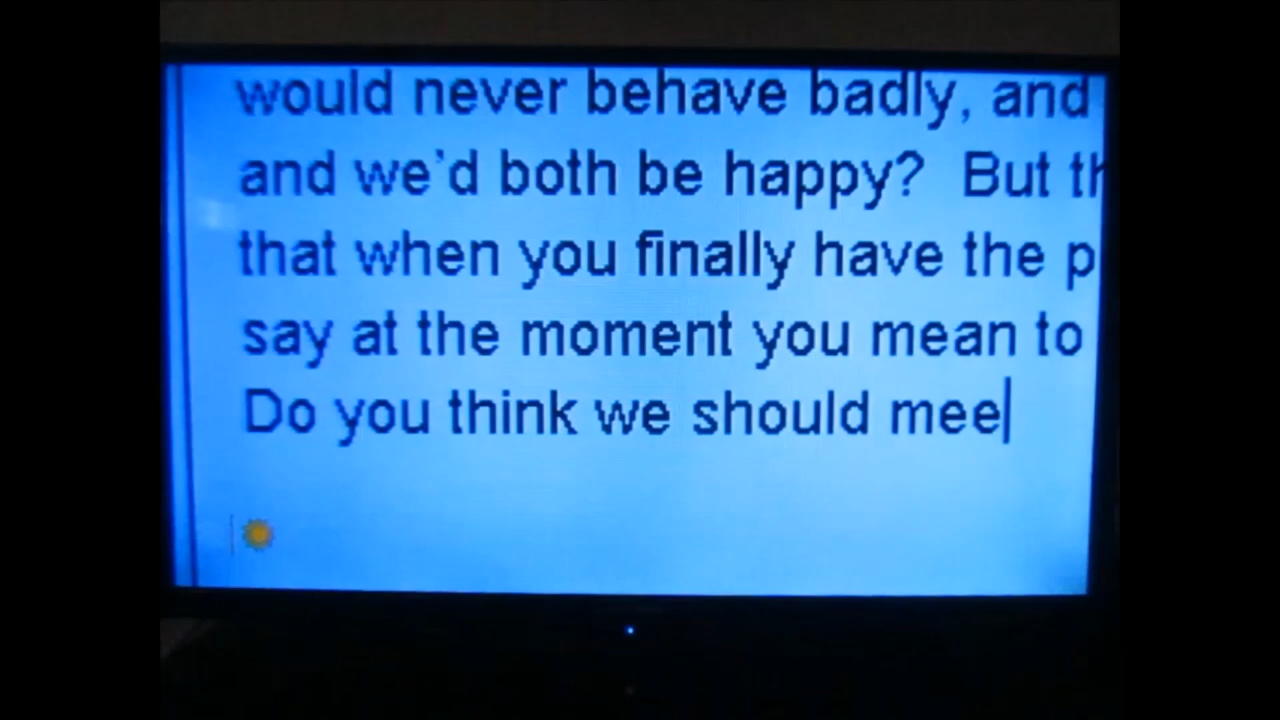 would never behave badly, and
and we'd both be happy? But th
that when you finally have the p
say at the moment you mean to
Do you think we should mee